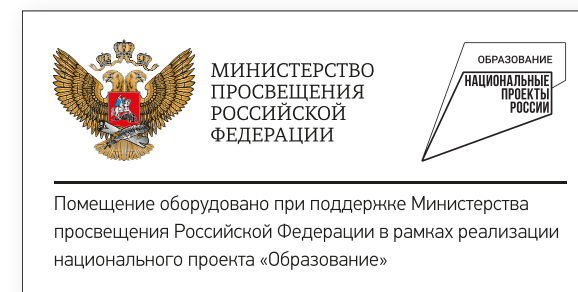 МИНИСТЕРСТВО
ПРОСВЕЩЕНИЯ
РОССИЙСКОЙ
ФЕДЕРАЦИИ
ОБРАЗОВАНИЕ
НАЦИОНАЛЬНЫЕ
ПРОЕКТЫ
РОССИИ
Помещение оборудовано при поддержке Министерства
просвещения Российской Федерации в рамках реализации
национального проекта «Образование»